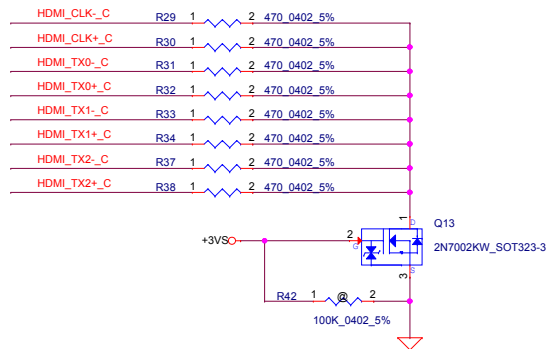 HDMI_CLK-_C R29 1 2 470_0402_5%
HDMI_CLK+_C R30 1 2 470_0402_5%
HDMI_TX0-_C R31 1 2 470_0402_5%
HDMI_TX0+_C R32 1 2 470_0402_5%
HDMI_TX1-_C R33 1 2 470_0402_5%
HDMI_TX1+_C R34 1 2 470_0402_5%
HDMI_TX2-_C R37 1 2 470_0402_5%
HDMI_TX2+_C R38 1 2 470_0402_5%
1 D Q13
+3VS 2 G 2N7002KW_SOT323-3
3 S
R42 1 @ 2
100K_0402_5%